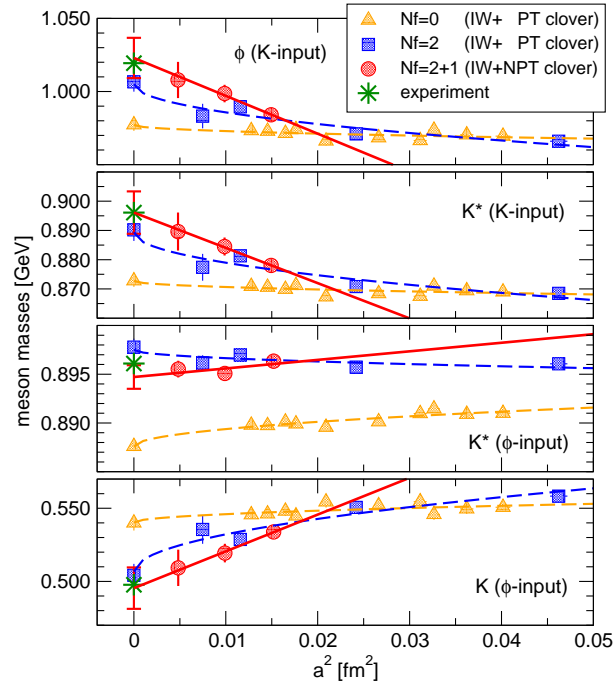 1.050
1.000
φ (K-input)
Nf=0 (IW+ PT clover)
Nf=2 (IW+ PT clover)
Nf=2+1 (IW+NPT clover)
experiment
0.900
0.890
0.880
0.870
K* (K-input)
meson masses [GeV]
0.895
0.890
K* (φ-input)
0.550
0.500
K (φ-input)
0 0.01 0.02 0.03 0.04 0.05
a² [fm²]